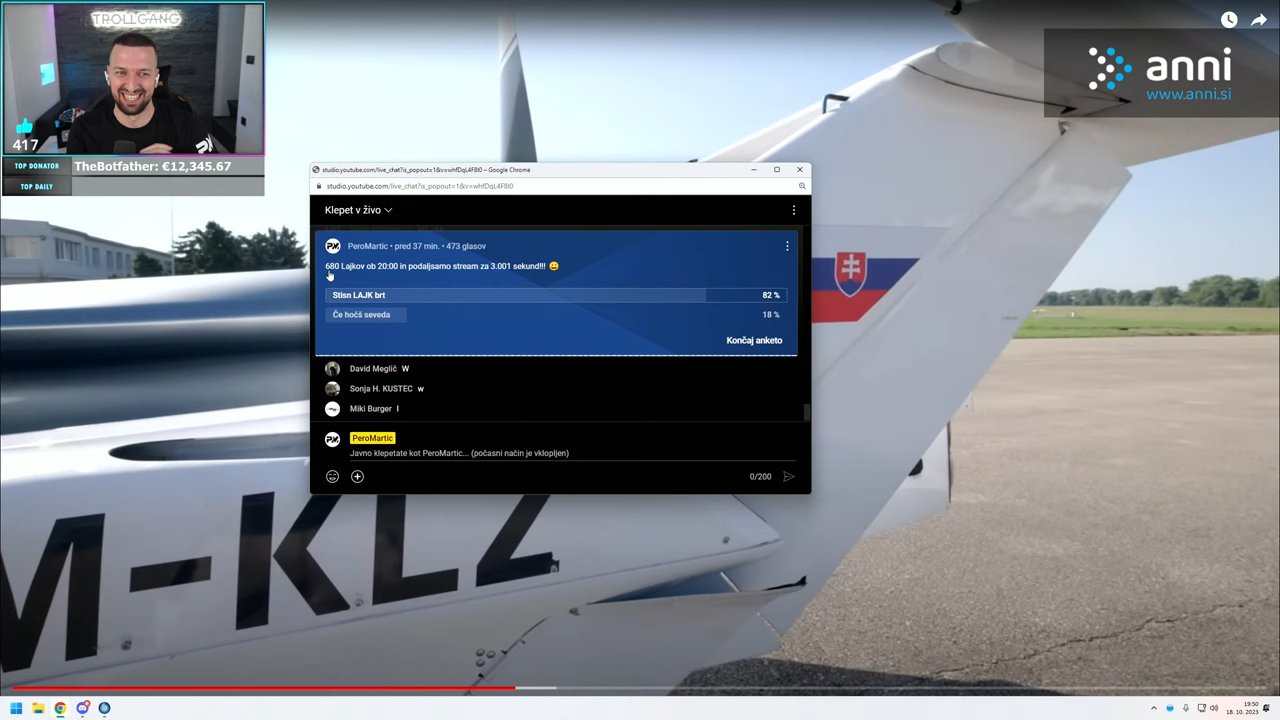 TROLLGANG
417
TOP DONATOR
TheBotfather: €12,345.67
TOP DAILY
anni
www.anni.si
studio.youtube.com/live_chat?is_popout=1&v=whfDqL4F8I0 – Google Chrome
studio.youtube.com/live_chat?is_popout=1&v=whfDqL4F8I0
Klepet v živo
PeroMartic • pred 37 min. • 473 glasov
680 Lajkov ob 20:00 in podaljsamo stream za 3.001 sekund!!! 😀
Stisn LAJK brt 82 %
Če hočš seveda 18 %
Končaj anketo
David Meglič W
Sonja H. KUSTEC w
Miki Burger l
PeroMartic
Javno klepetate kot PeroMartic... (počasni način je vklopljen)
0/200
M-KLZ
19:50
18. 10. 2023